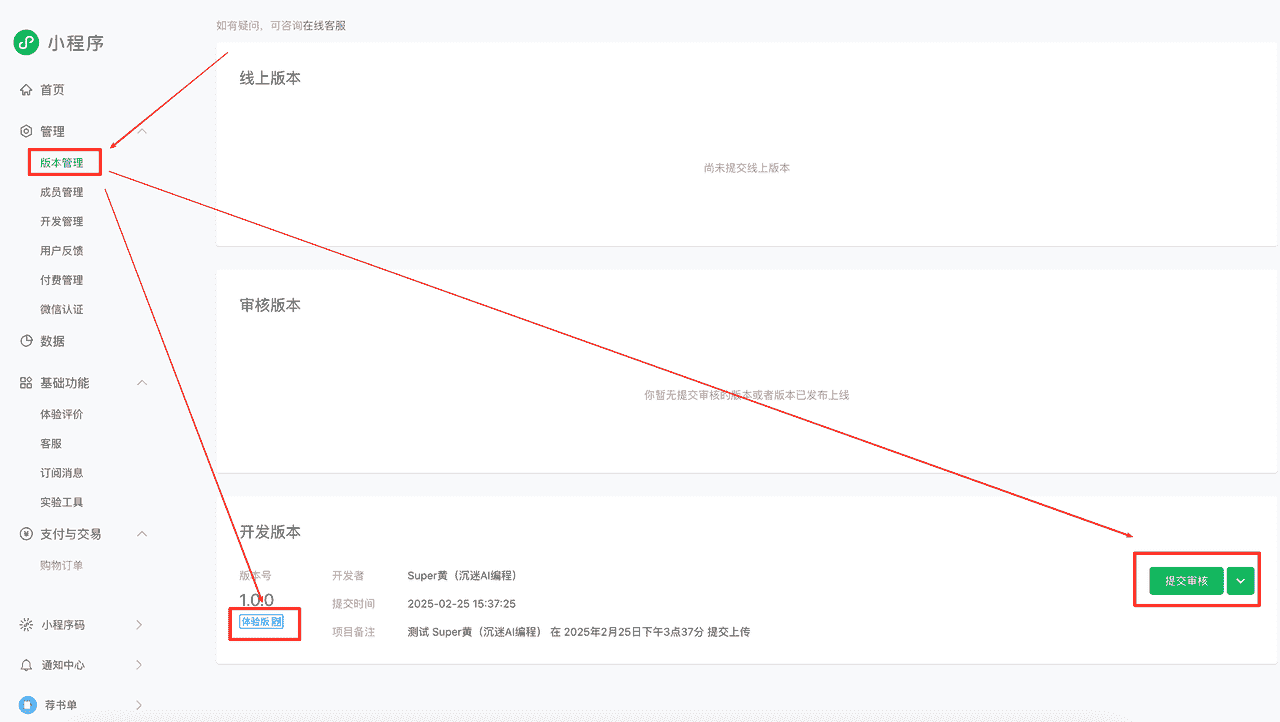 如有疑问，可咨询在线客服
小程序
首页
管理
版本管理
成员管理
开发管理
用户反馈
付费管理
微信认证
数据
基础功能
体验评价
客服
订阅消息
实验工具
支付与交易
购物订单
小程序码
通知中心
荐书单
线上版本
尚未提交线上版本
审核版本
你暂无提交审核的版本或者版本已发布上线
开发版本
版本号
1.0.0
体验版
开发者 Super黄（沉迷AI编程）
提交时间 2025-02-25 15:37:25
项目备注 测试 Super黄（沉迷AI编程） 在 2025年2月25日下午3点37分 提交上传
提交审核